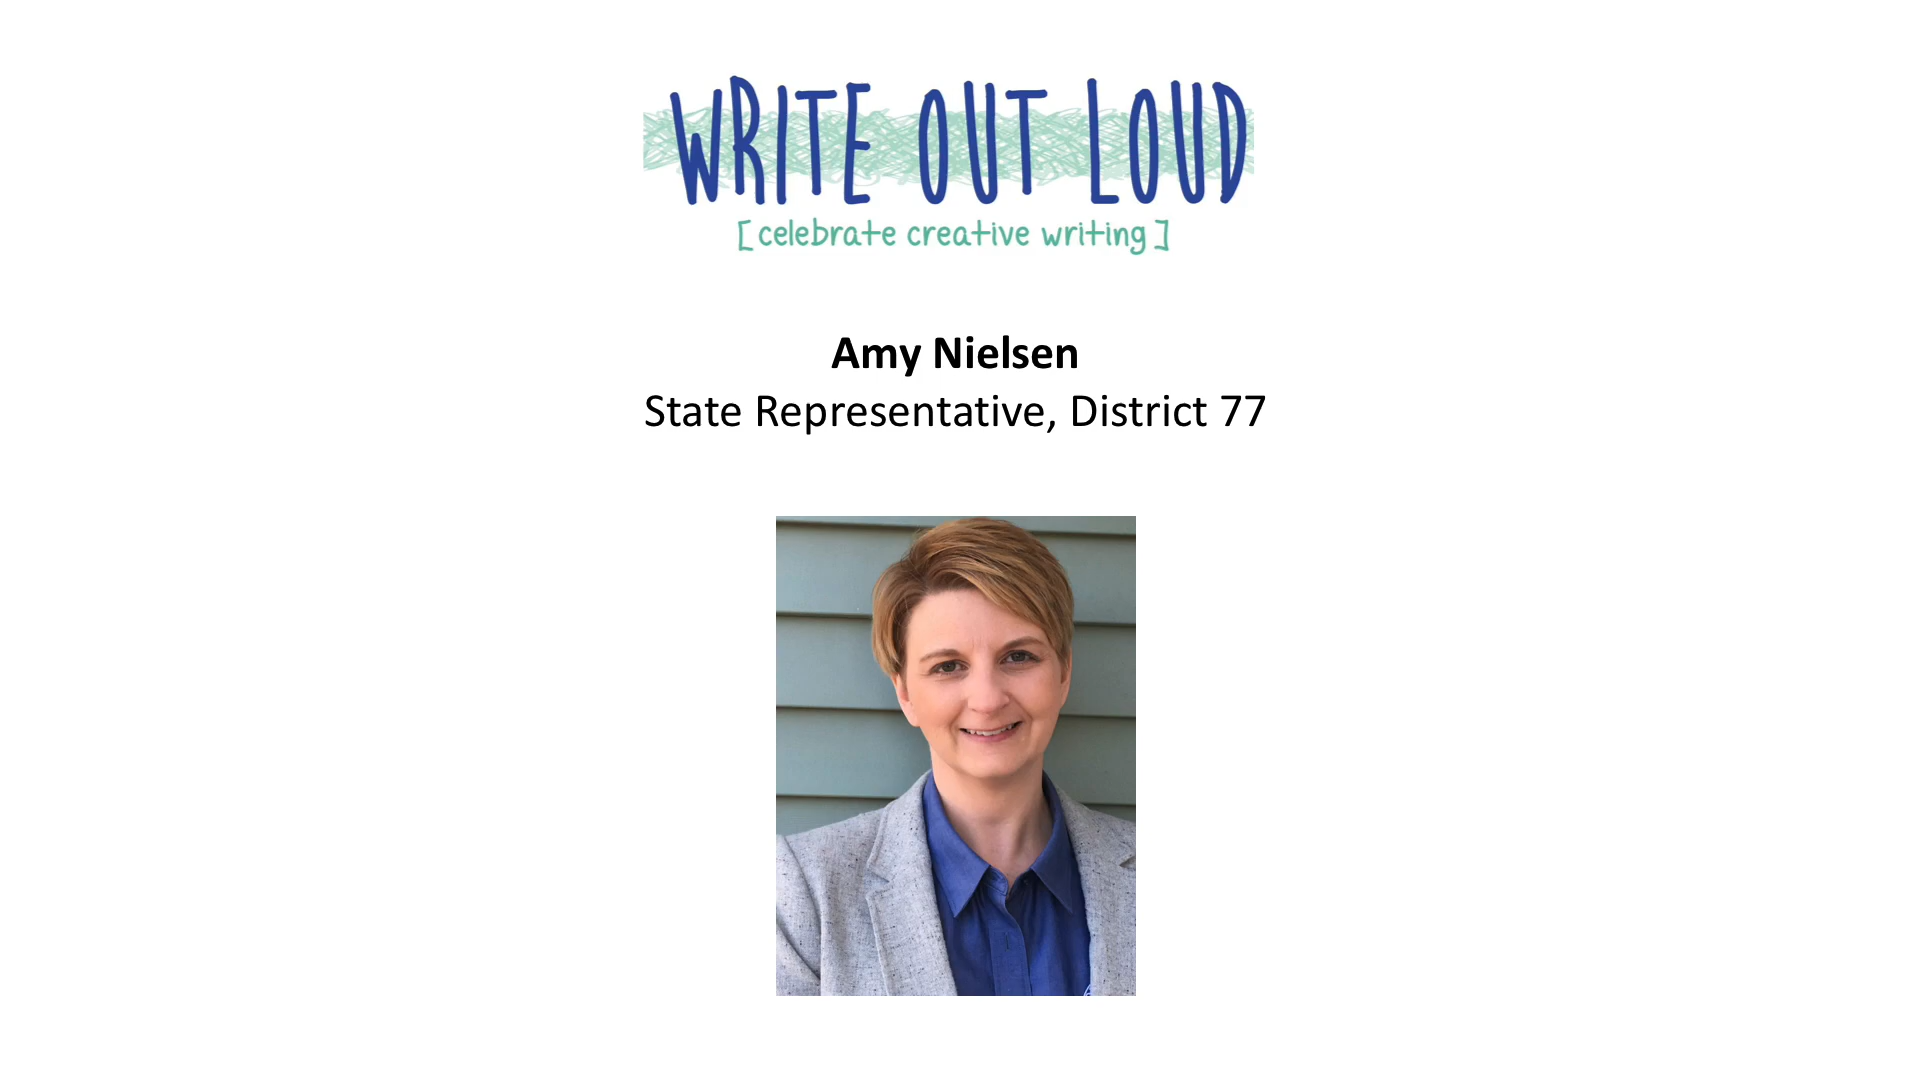 WRITE OUT LOUD
[celebrate creative writing]
Amy Nielsen
State Representative, District 77